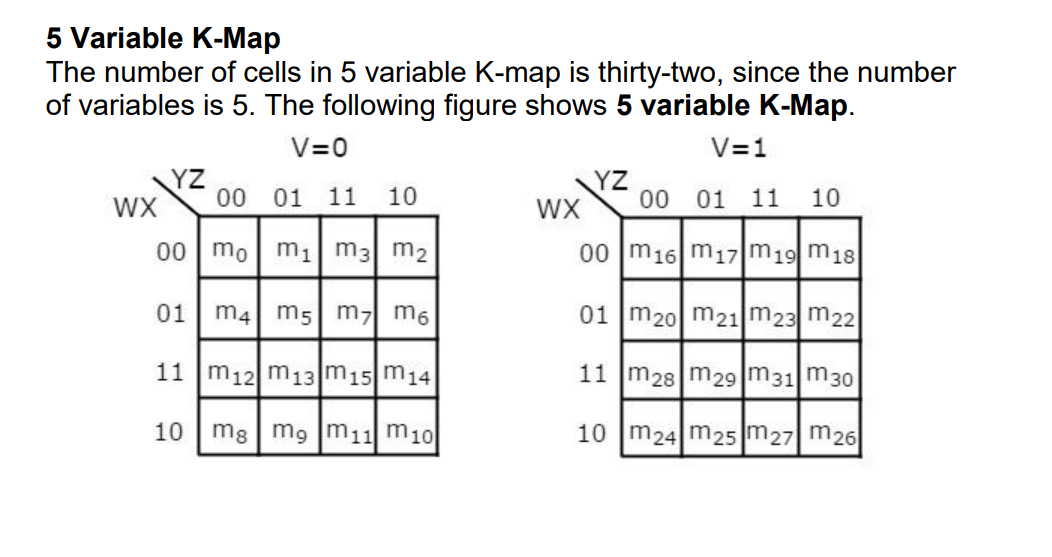 5 Variable K-Map
The number of cells in 5 variable K-map is thirty-two, since the number
of variables is 5. The following figure shows 5 variable K-Map.
V=0
YZ
WX
00 01 11 10
00 m₀ m₁ m₃ m₂
01 m₄ m₅ m₇ m₆
11 m₁₂ m₁₃ m₁₅ m₁₄
10 m₈ m₉ m₁₁ m₁₀
V=1
YZ
WX
00 01 11 10
00 m₁₆ m₁₇ m₁₉ m₁₈
01 m₂₀ m₂₁ m₂₃ m₂₂
11 m₂₈ m₂₉ m₃₁ m₃₀
10 m₂₄ m₂₅ m₂₇ m₂₆